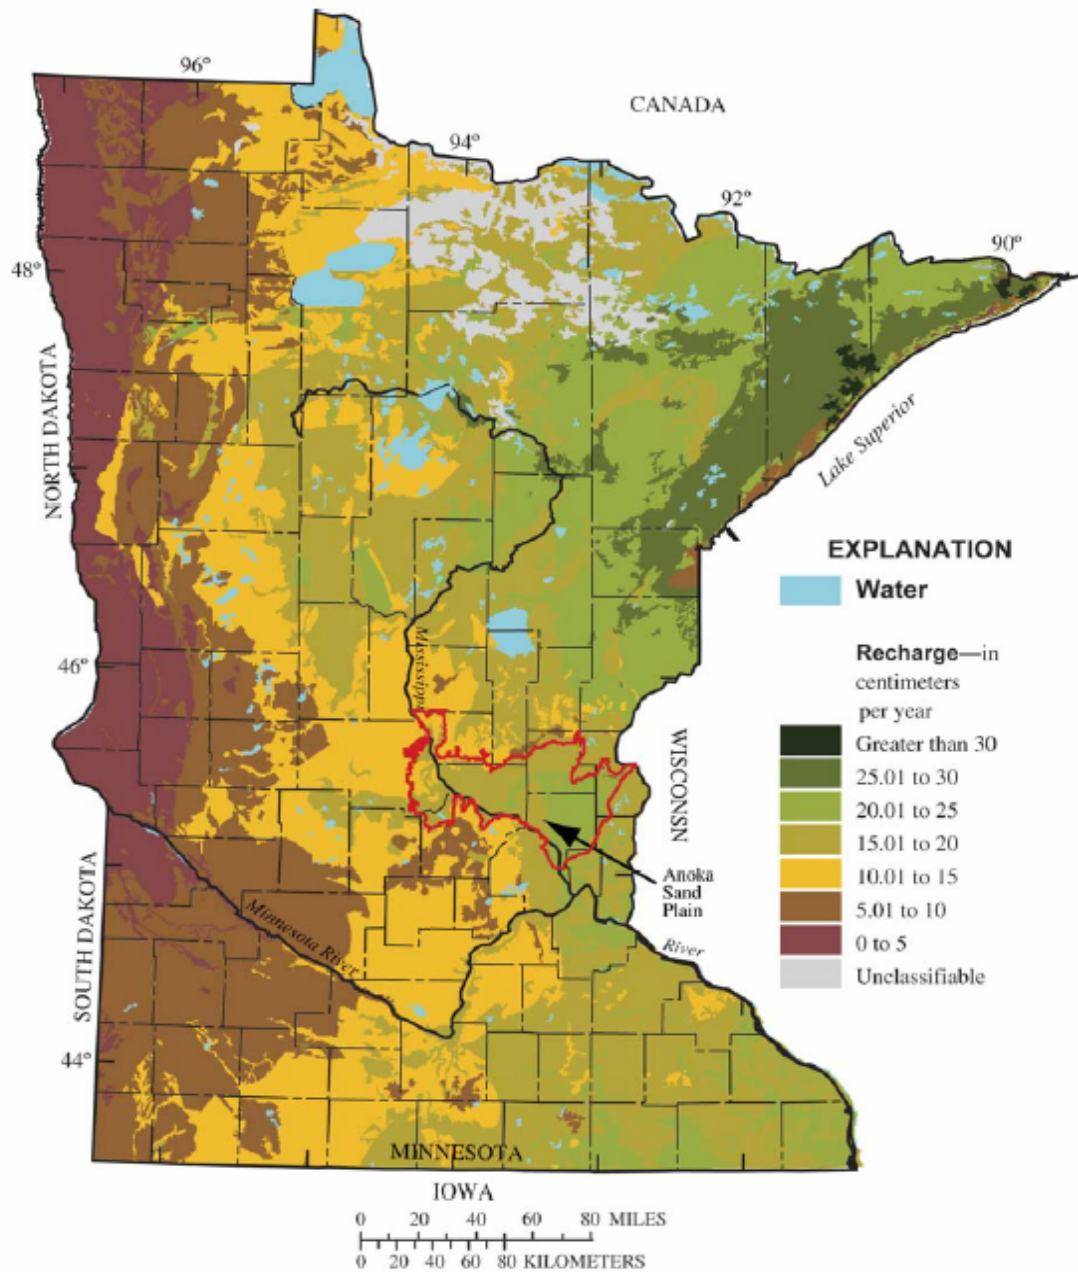 96°
CANADA
94°
92°
90°
48°
NORTH DAKOTA
Lake Superior
EXPLANATION
Water
Mississippi
46°
Recharge—in
centimeters
per year
Greater than 30
25.01 to 30
20.01 to 25
15.01 to 20
10.01 to 15
5.01 to 10
0 to 5
Unclassifiable
WISCONSN
Anoka
Sand
Plain
SOUTH DAKOTA
Minnesota River
River
44°
MINNESOTA
IOWA
0 20 40 60 80 MILES
0 20 40 60 80 KILOMETERS